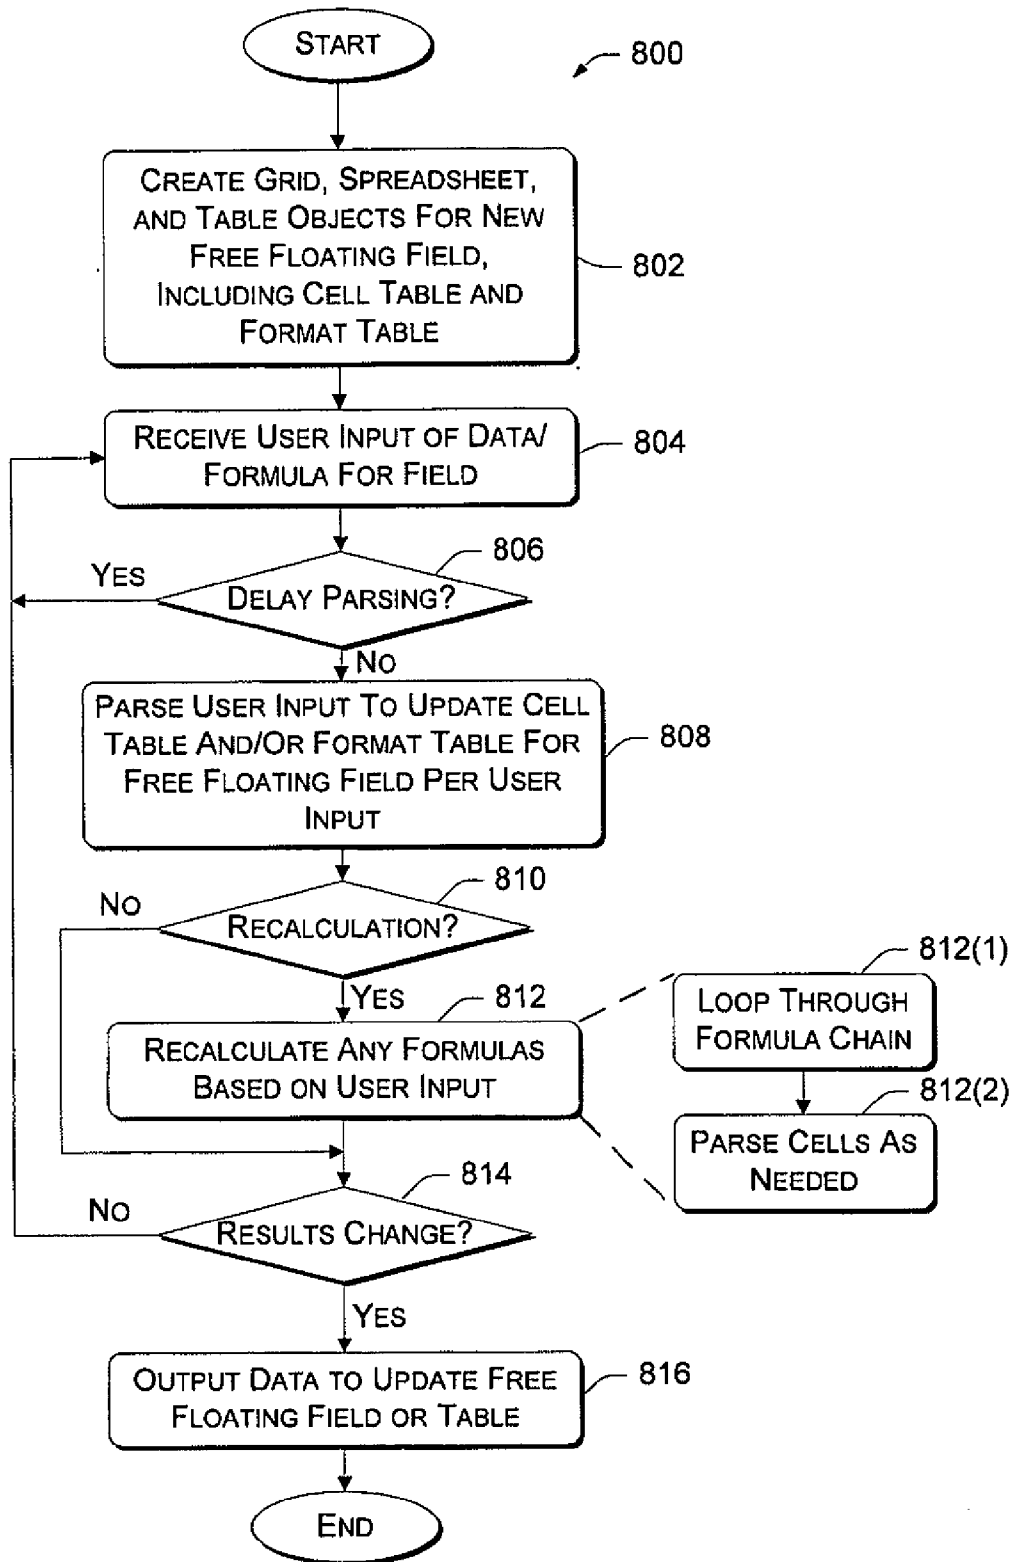 START
800
CREATE GRID, SPREADSHEET,
AND TABLE OBJECTS FOR NEW
FREE FLOATING FIELD,
INCLUDING CELL TABLE AND
FORMAT TABLE
802
RECEIVE USER INPUT OF DATA/
FORMULA FOR FIELD
804
806
YES
DELAY PARSING?
NO
PARSE USER INPUT TO UPDATE CELL
TABLE AND/OR FORMAT TABLE FOR
FREE FLOATING FIELD PER USER
INPUT
808
810
NO
RECALCULATION?
YES
812
RECALCULATE ANY FORMULAS
BASED ON USER INPUT
812(1)
LOOP THROUGH
FORMULA CHAIN
812(2)
PARSE CELLS AS
NEEDED
814
NO
RESULTS CHANGE?
YES
OUTPUT DATA TO UPDATE FREE
FLOATING FIELD OR TABLE
816
END